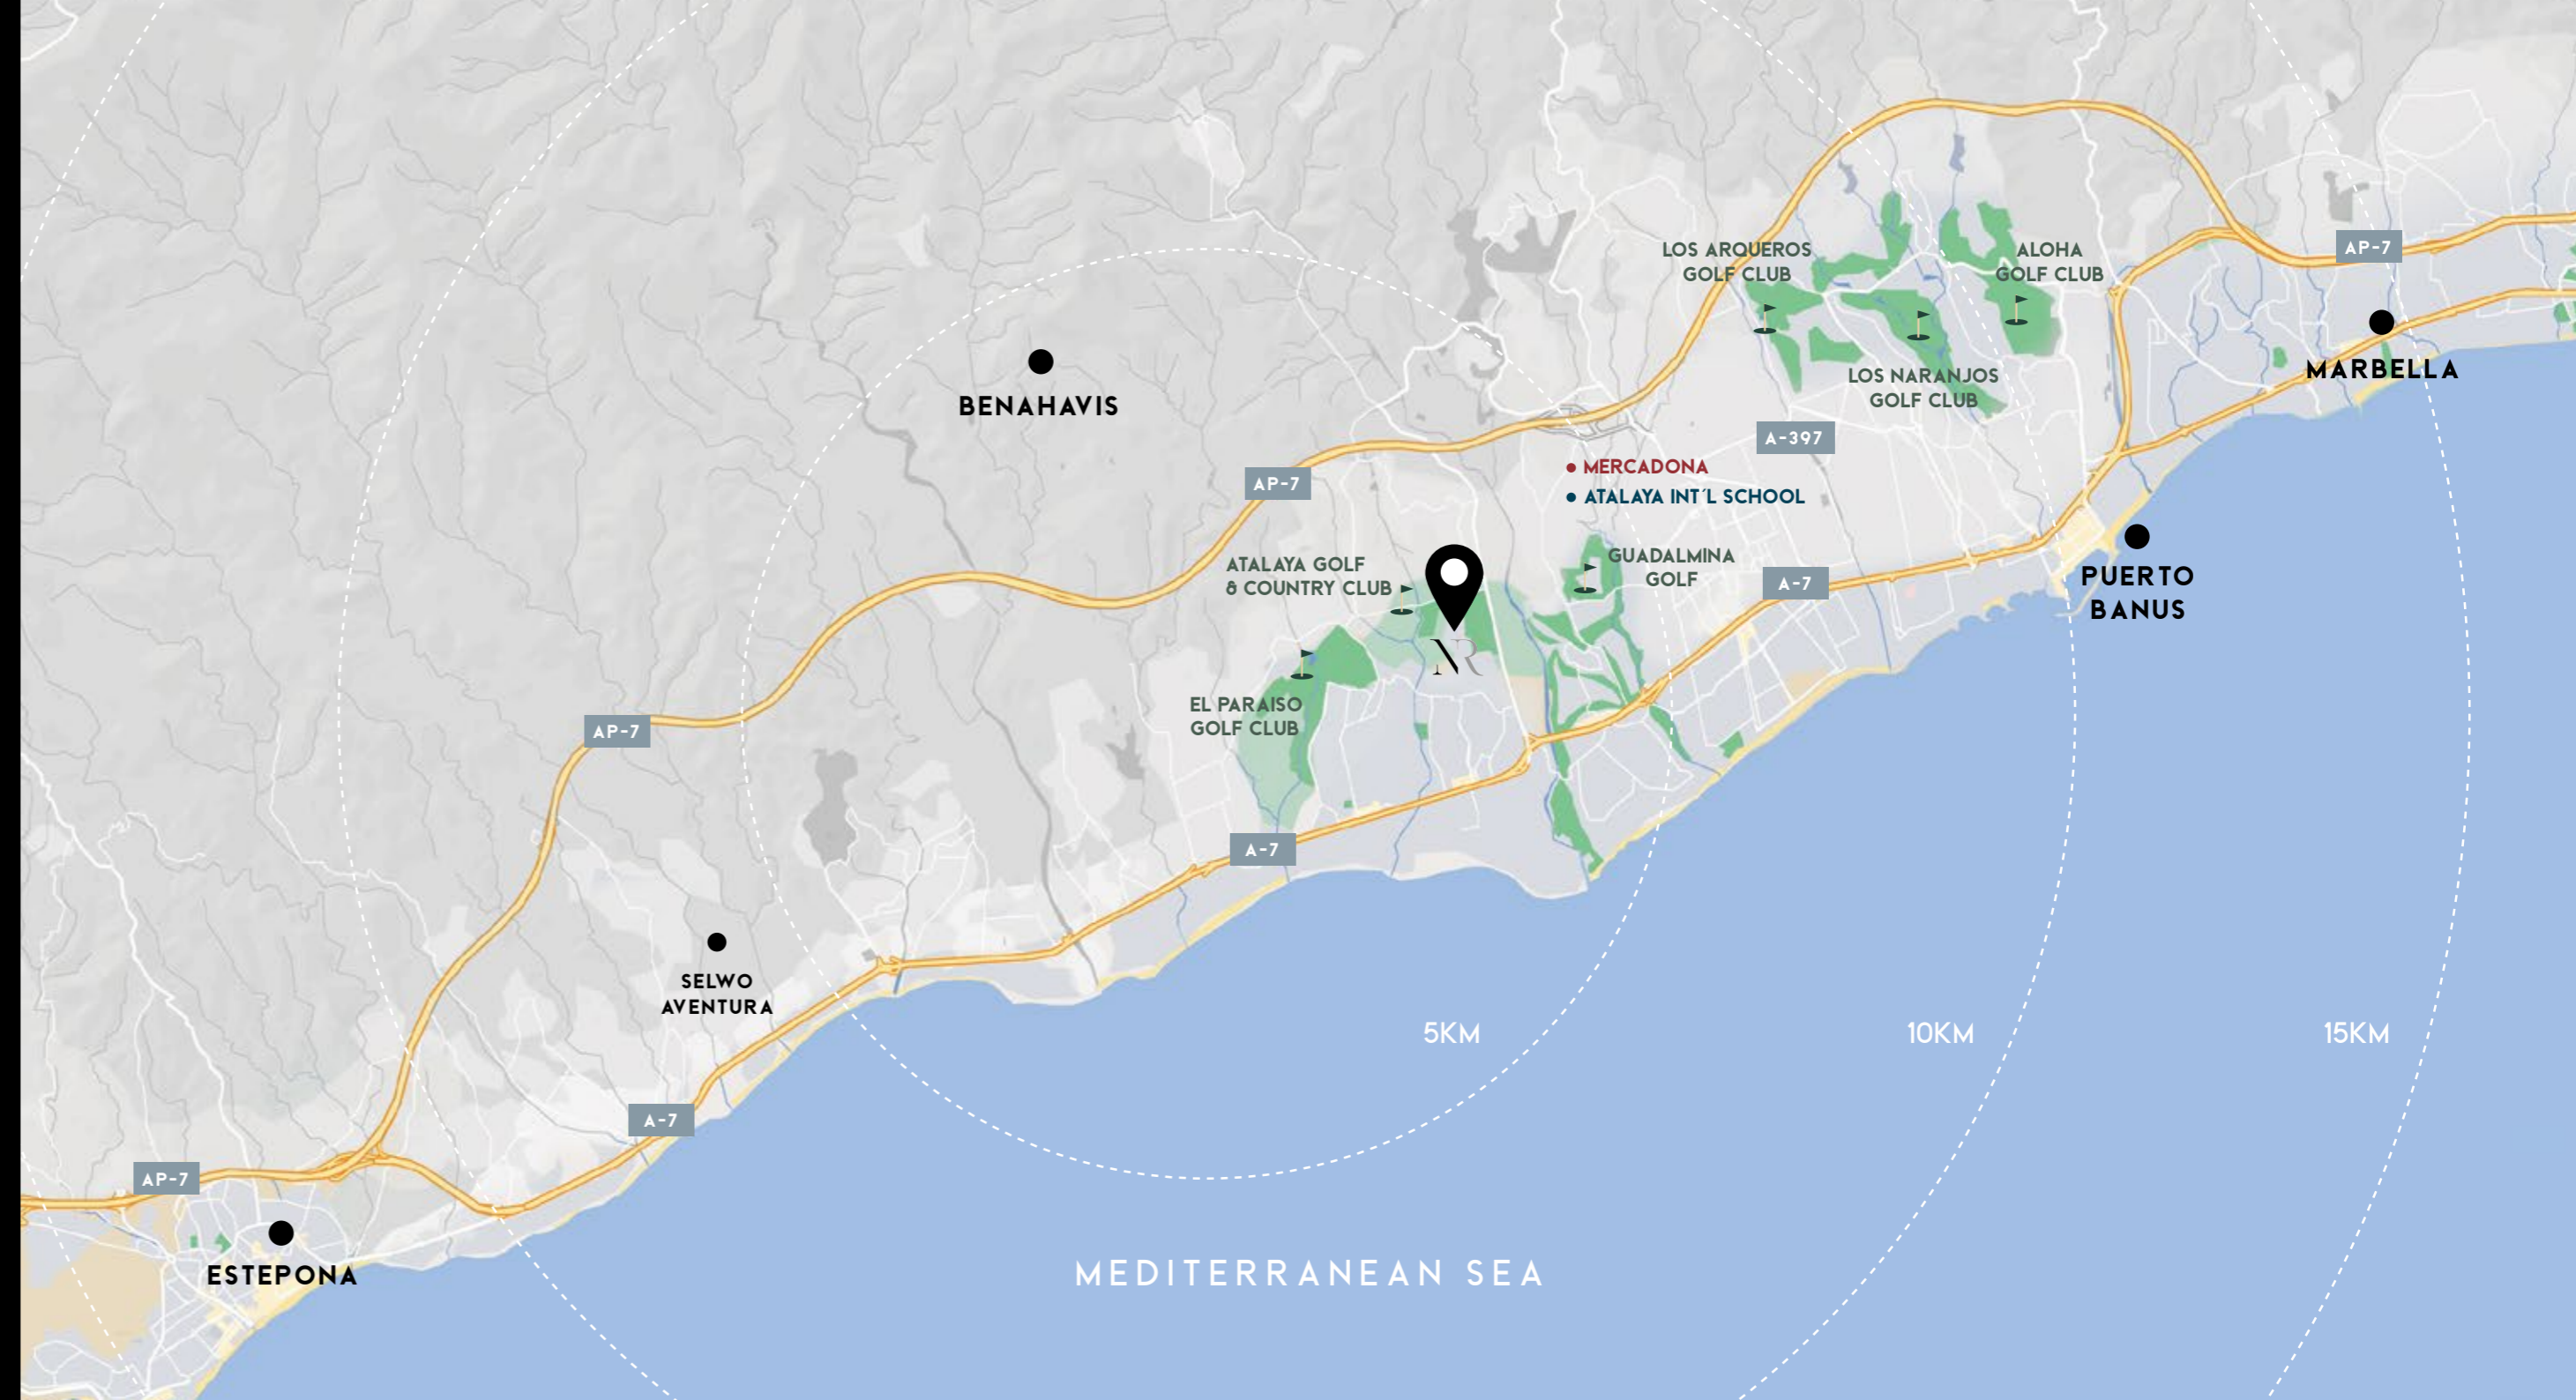 LOS ARQUEROS
GOLF CLUB
ALOHA
GOLF CLUB
AP-7
MARBELLA
LOS NARANJOS
GOLF CLUB
BENAHAVIS
A-397
MERCADONA
AP-7
ATALAYA INT´L SCHOOL
ATALAYA GOLF
& COUNTRY CLUB
GUADALMINA
GOLF
A-7
PUERTO
BANUS
NR
EL PARAISO
GOLF CLUB
AP-7
A-7
SELWO
AVENTURA
5KM
10KM
15KM
A-7
AP-7
ESTEPONA
MEDITERRANEAN SEA